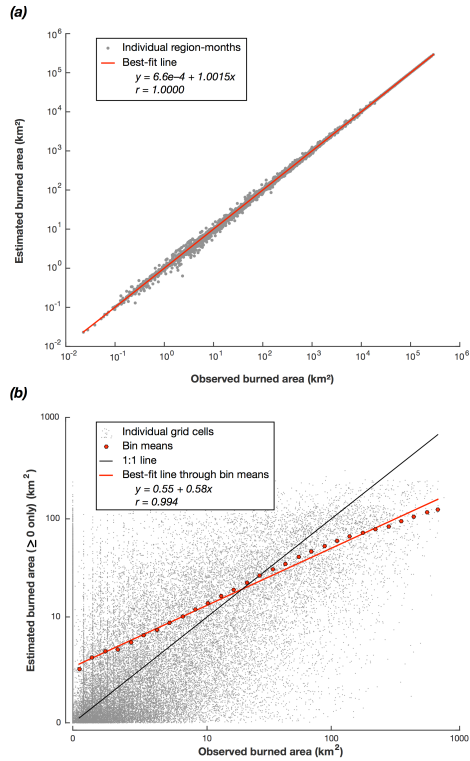 (a)
10⁶
10⁵
10⁴
10³
10²
10¹
10⁰
10⁻¹
10⁻²
Estimated burned area (km²)
Individual region-months
Best-fit line
y = 6.6e–4 + 1.0015x
r = 1.0000
10⁻² 10⁻¹ 10⁰ 10¹ 10² 10³ 10⁴ 10⁵ 10⁶
Observed burned area (km²)
(b)
1000
100
10
0
Estimated burned area (≥ 0 only) (km²)
Individual grid cells
Bin means
1:1 line
Best-fit line through bin means
y = 0.55 + 0.58x
r = 0.994
0 10 100 1000
Observed burned area (km²)